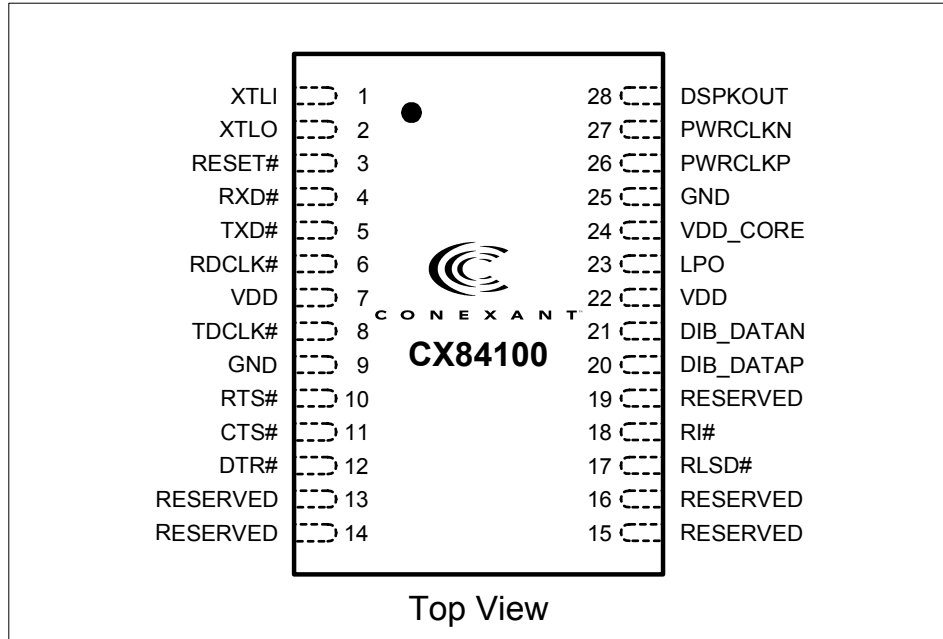 XTLI 1 28 DSPKOUT
XTLO 2 27 PWRCLKN
RESET# 3 26 PWRCLKP
RXD# 4 25 GND
TXD# 5 24 VDD_CORE
RDCLK# 6 23 LPO
VDD 7 22 VDD
CONEXANT™
TDCLK# 8 21 DIB_DATAN
CX84100
GND 9 20 DIB_DATAP
RTS# 10 19 RESERVED
CTS# 11 18 RI#
DTR# 12 17 RLSD#
RESERVED 13 16 RESERVED
RESERVED 14 15 RESERVED
Top View